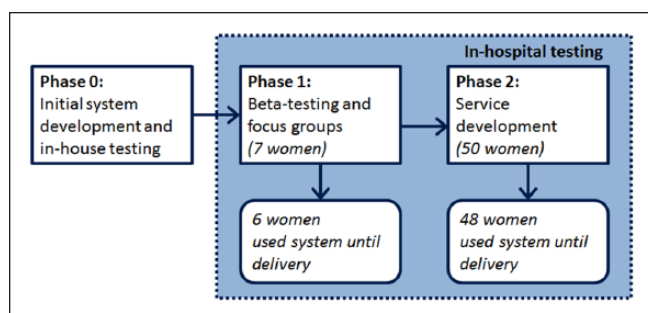 In-hospital testing
Phase 0:
Initial system
development and
in-house testing
Phase 1:
Beta-testing and
focus groups
(7 women)
Phase 2:
Service
development
(50 women)
6 women
used system until
delivery
48 women
used system until
delivery